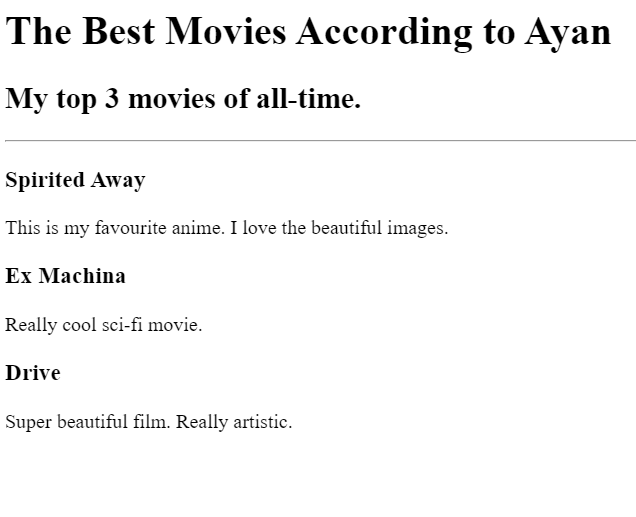 The Best Movies According to Ayan
My top 3 movies of all-time.
Spirited Away
This is my favourite anime. I love the beautiful images.
Ex Machina
Really cool sci-fi movie.
Drive
Super beautiful film. Really artistic.